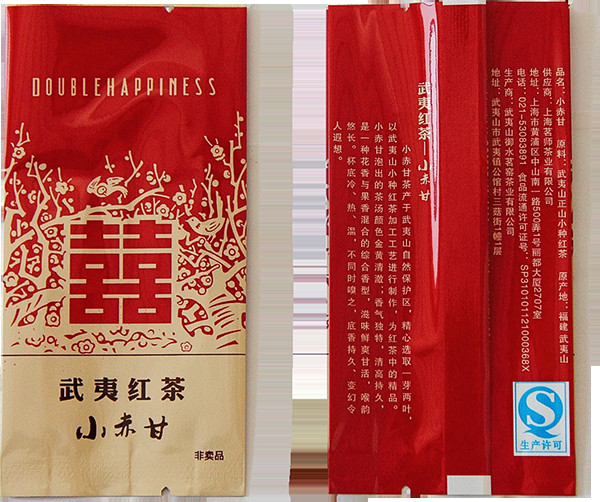 DOUBLEHAPPINESS
囍
武夷红茶
小赤甘
非卖品
武夷红茶—小赤甘
小赤甘茶产于武夷山自然保护区,精心选取一芽两叶,
以武夷山小种红茶加工工艺进行制作,为红茶中的精品。
小赤甘泡出的茶汤颜色金黄清澈;香气独特,清高持久,
是一种花香与果香混合的综合香型,滋味鲜爽甘活,喉韵
悠长。杯底冷、热、温,不同时嗅之,底香持久、变幻令
人遐想。
品名:小赤甘 原料:武夷山正山小种红茶 原产地:福建 武夷山
供应商:上海茗师茶业有限公司
地址:上海市黄浦区中山南一路500弄1号丽都大厦2707室
电话:021-53083891 食品流通许可证号:SP3101011210000368X
生产商:武夷山御水茗窑茶业有限公司
地址:武夷山市武夷镇公馆村三菇街1幢1层
生产许可